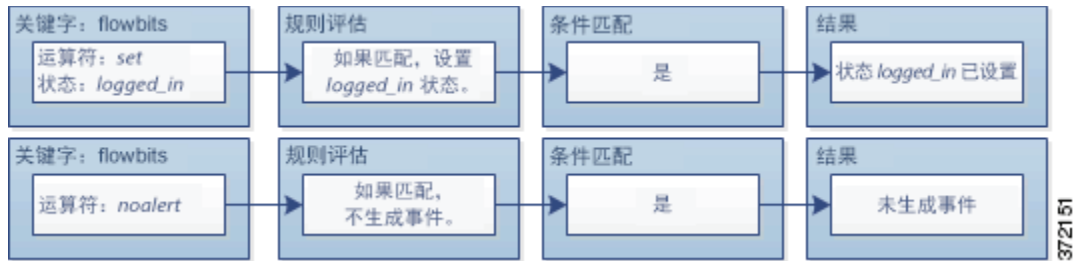 关键字：flowbits
运算符：set
状态：logged_in
规则评估
如果匹配，设置
logged_in 状态。
条件匹配
是
结果
状态 logged_in 已设置
关键字：flowbits
运算符：noalert
规则评估
如果匹配，
不生成事件。
条件匹配
是
结果
未生成事件
372151